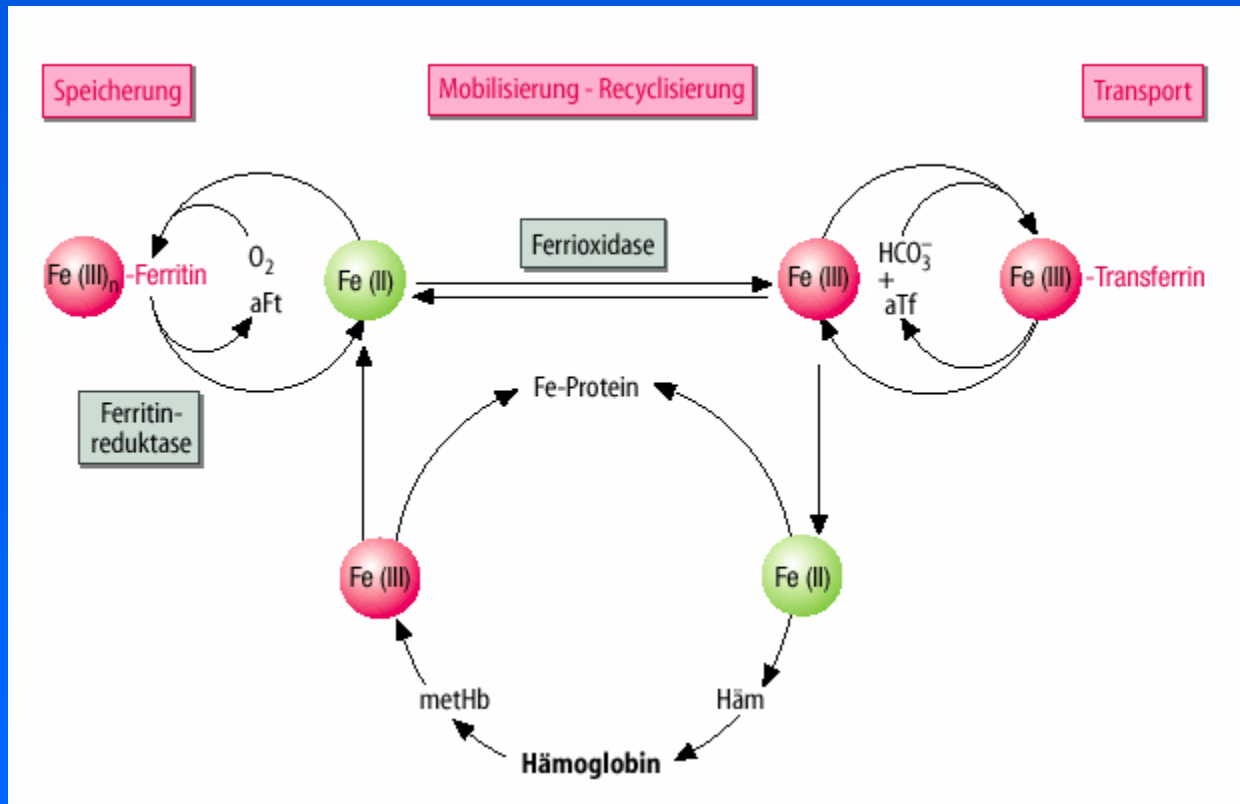 Speicherung
Mobilisierung - Recyclisierung
Transport
Ferrioxidase
Fe (III)n -Ferritin
O2
aFt
Fe (II)
Fe (III)
HCO3−
+
aTf
Fe (III) -Transferrin
Ferritin-
reduktase
Fe-Protein
Fe (III)
Fe (II)
metHb
Häm
Hämoglobin